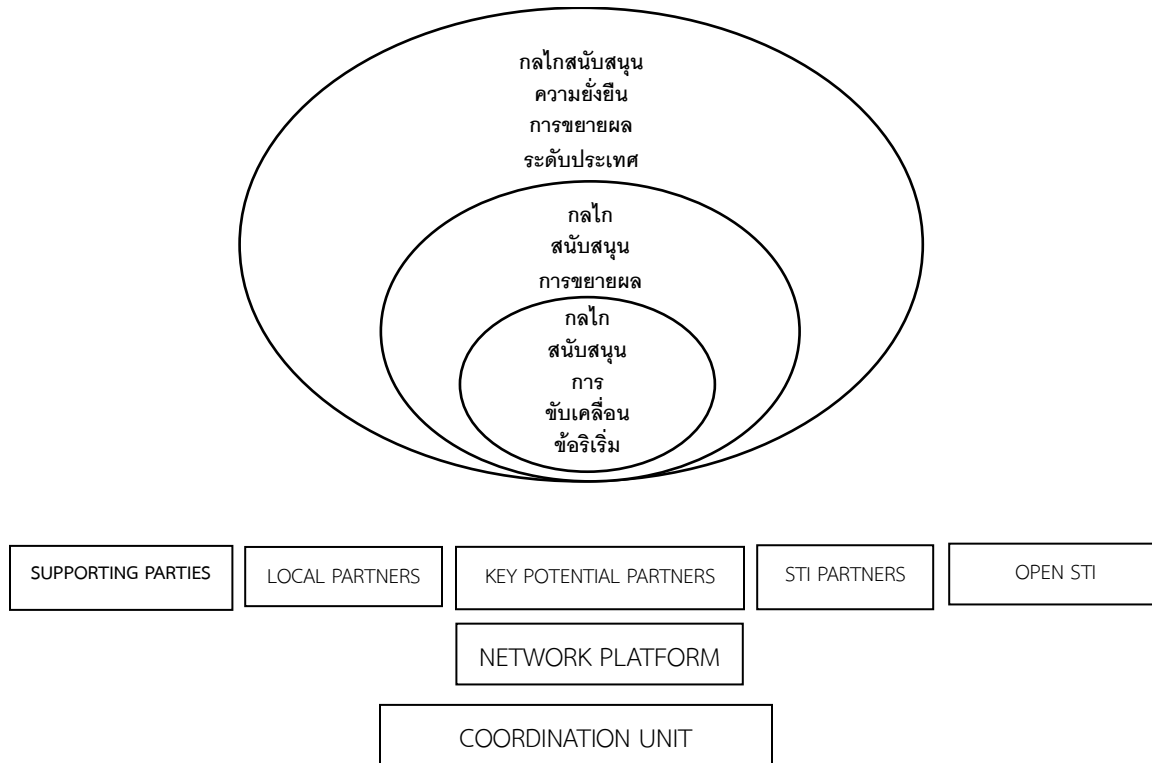 กลไกสนับสนุน
ความยั่งยืน
การขยายผล
ระดับประเทศ
กลไก
สนับสนุน
การขยายผล
กลไก
สนับสนุน
การ
ขับเคลื่อน
ข้อริเริ่ม
SUPPORTING PARTIES
LOCAL PARTNERS
KEY POTENTIAL PARTNERS
STI PARTNERS
OPEN STI
NETWORK PLATFORM
COORDINATION UNIT